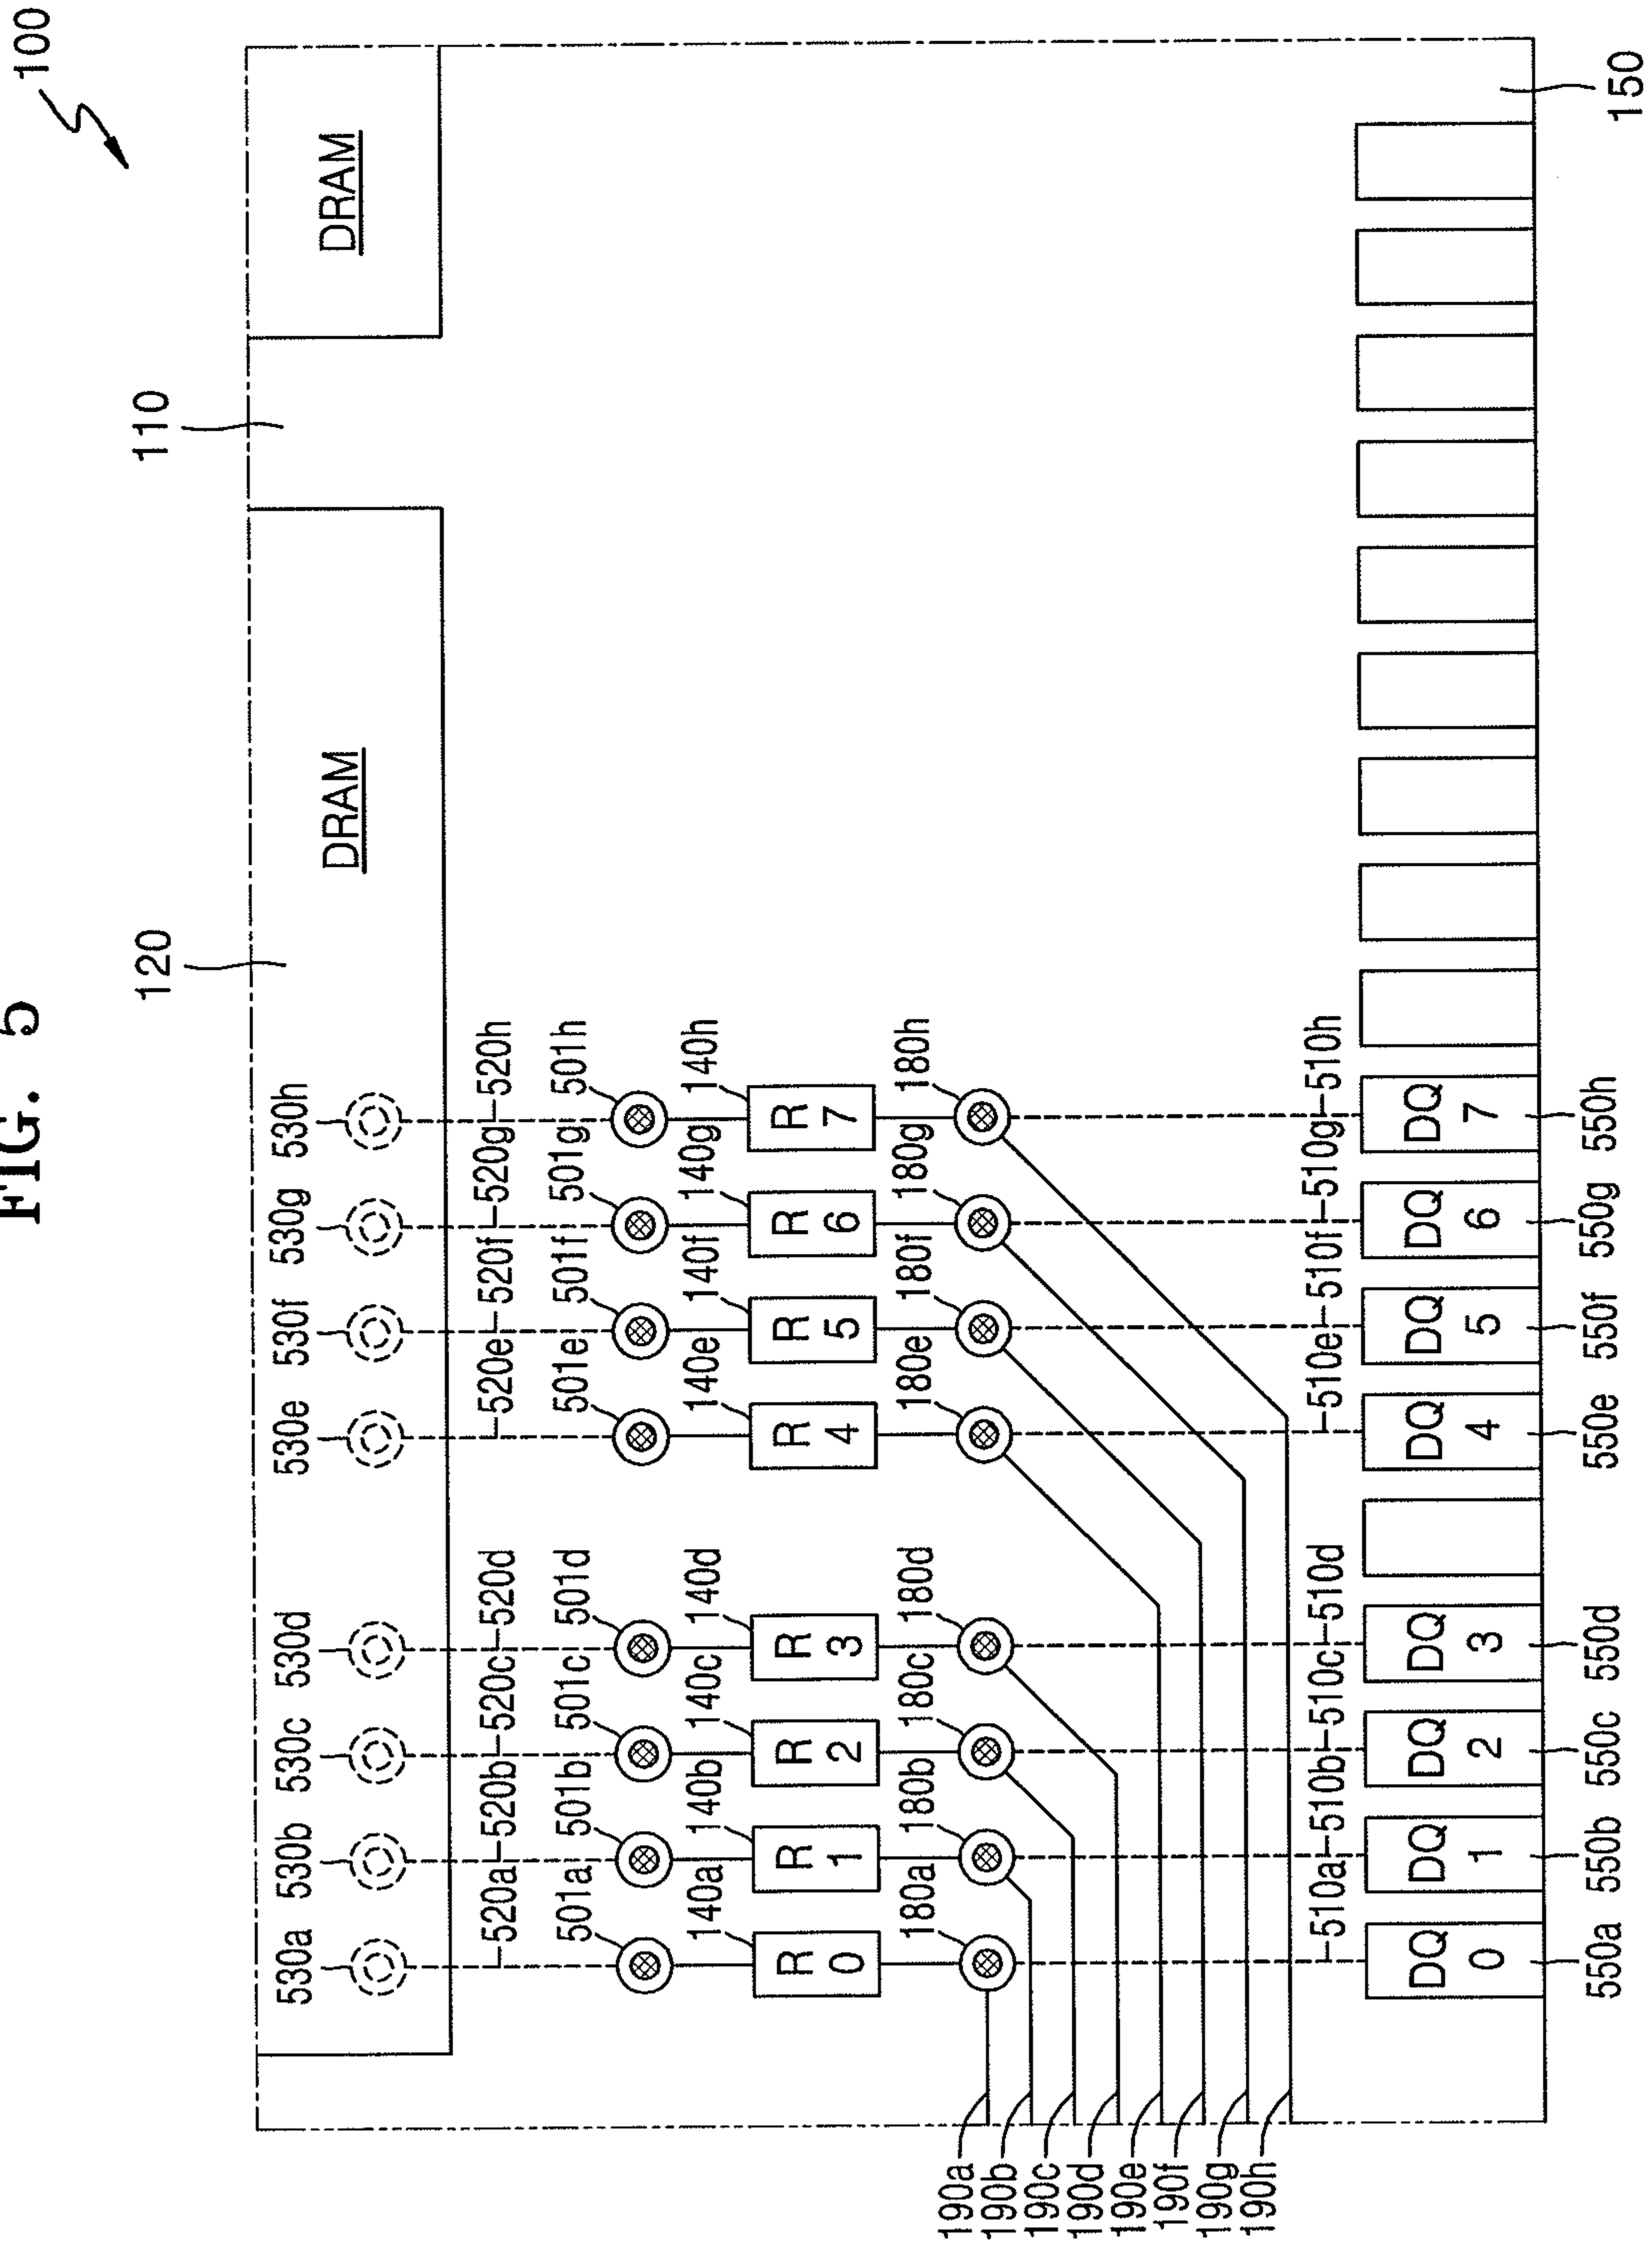 FIG. 5
100
110
120
DRAM
DRAM
530a 530b 530c 530d 530e 530f 530g 530h
520a 520b 520c 520d 520e 520f 520g 520h
501a 501b 501c 501d 501e 501f 501g 501h
140a 140b 140c 140d 140e 140f 140g 140h
R 0
R 1
R 2
R 3
R 4
R 5
R 6
R 7
180a 180b 180c 180d 180e 180f 180g 180h
190a
190b
190c
190d
190e
190f
190g
190h
510a 510b 510c 510d 510e 510f 510g 510h
DQ 0
DQ 1
DQ 2
DQ 3
DQ 4
DQ 5
DQ 6
DQ 7
550a 550b 550c 550d 550e 550f 550g 550h
150